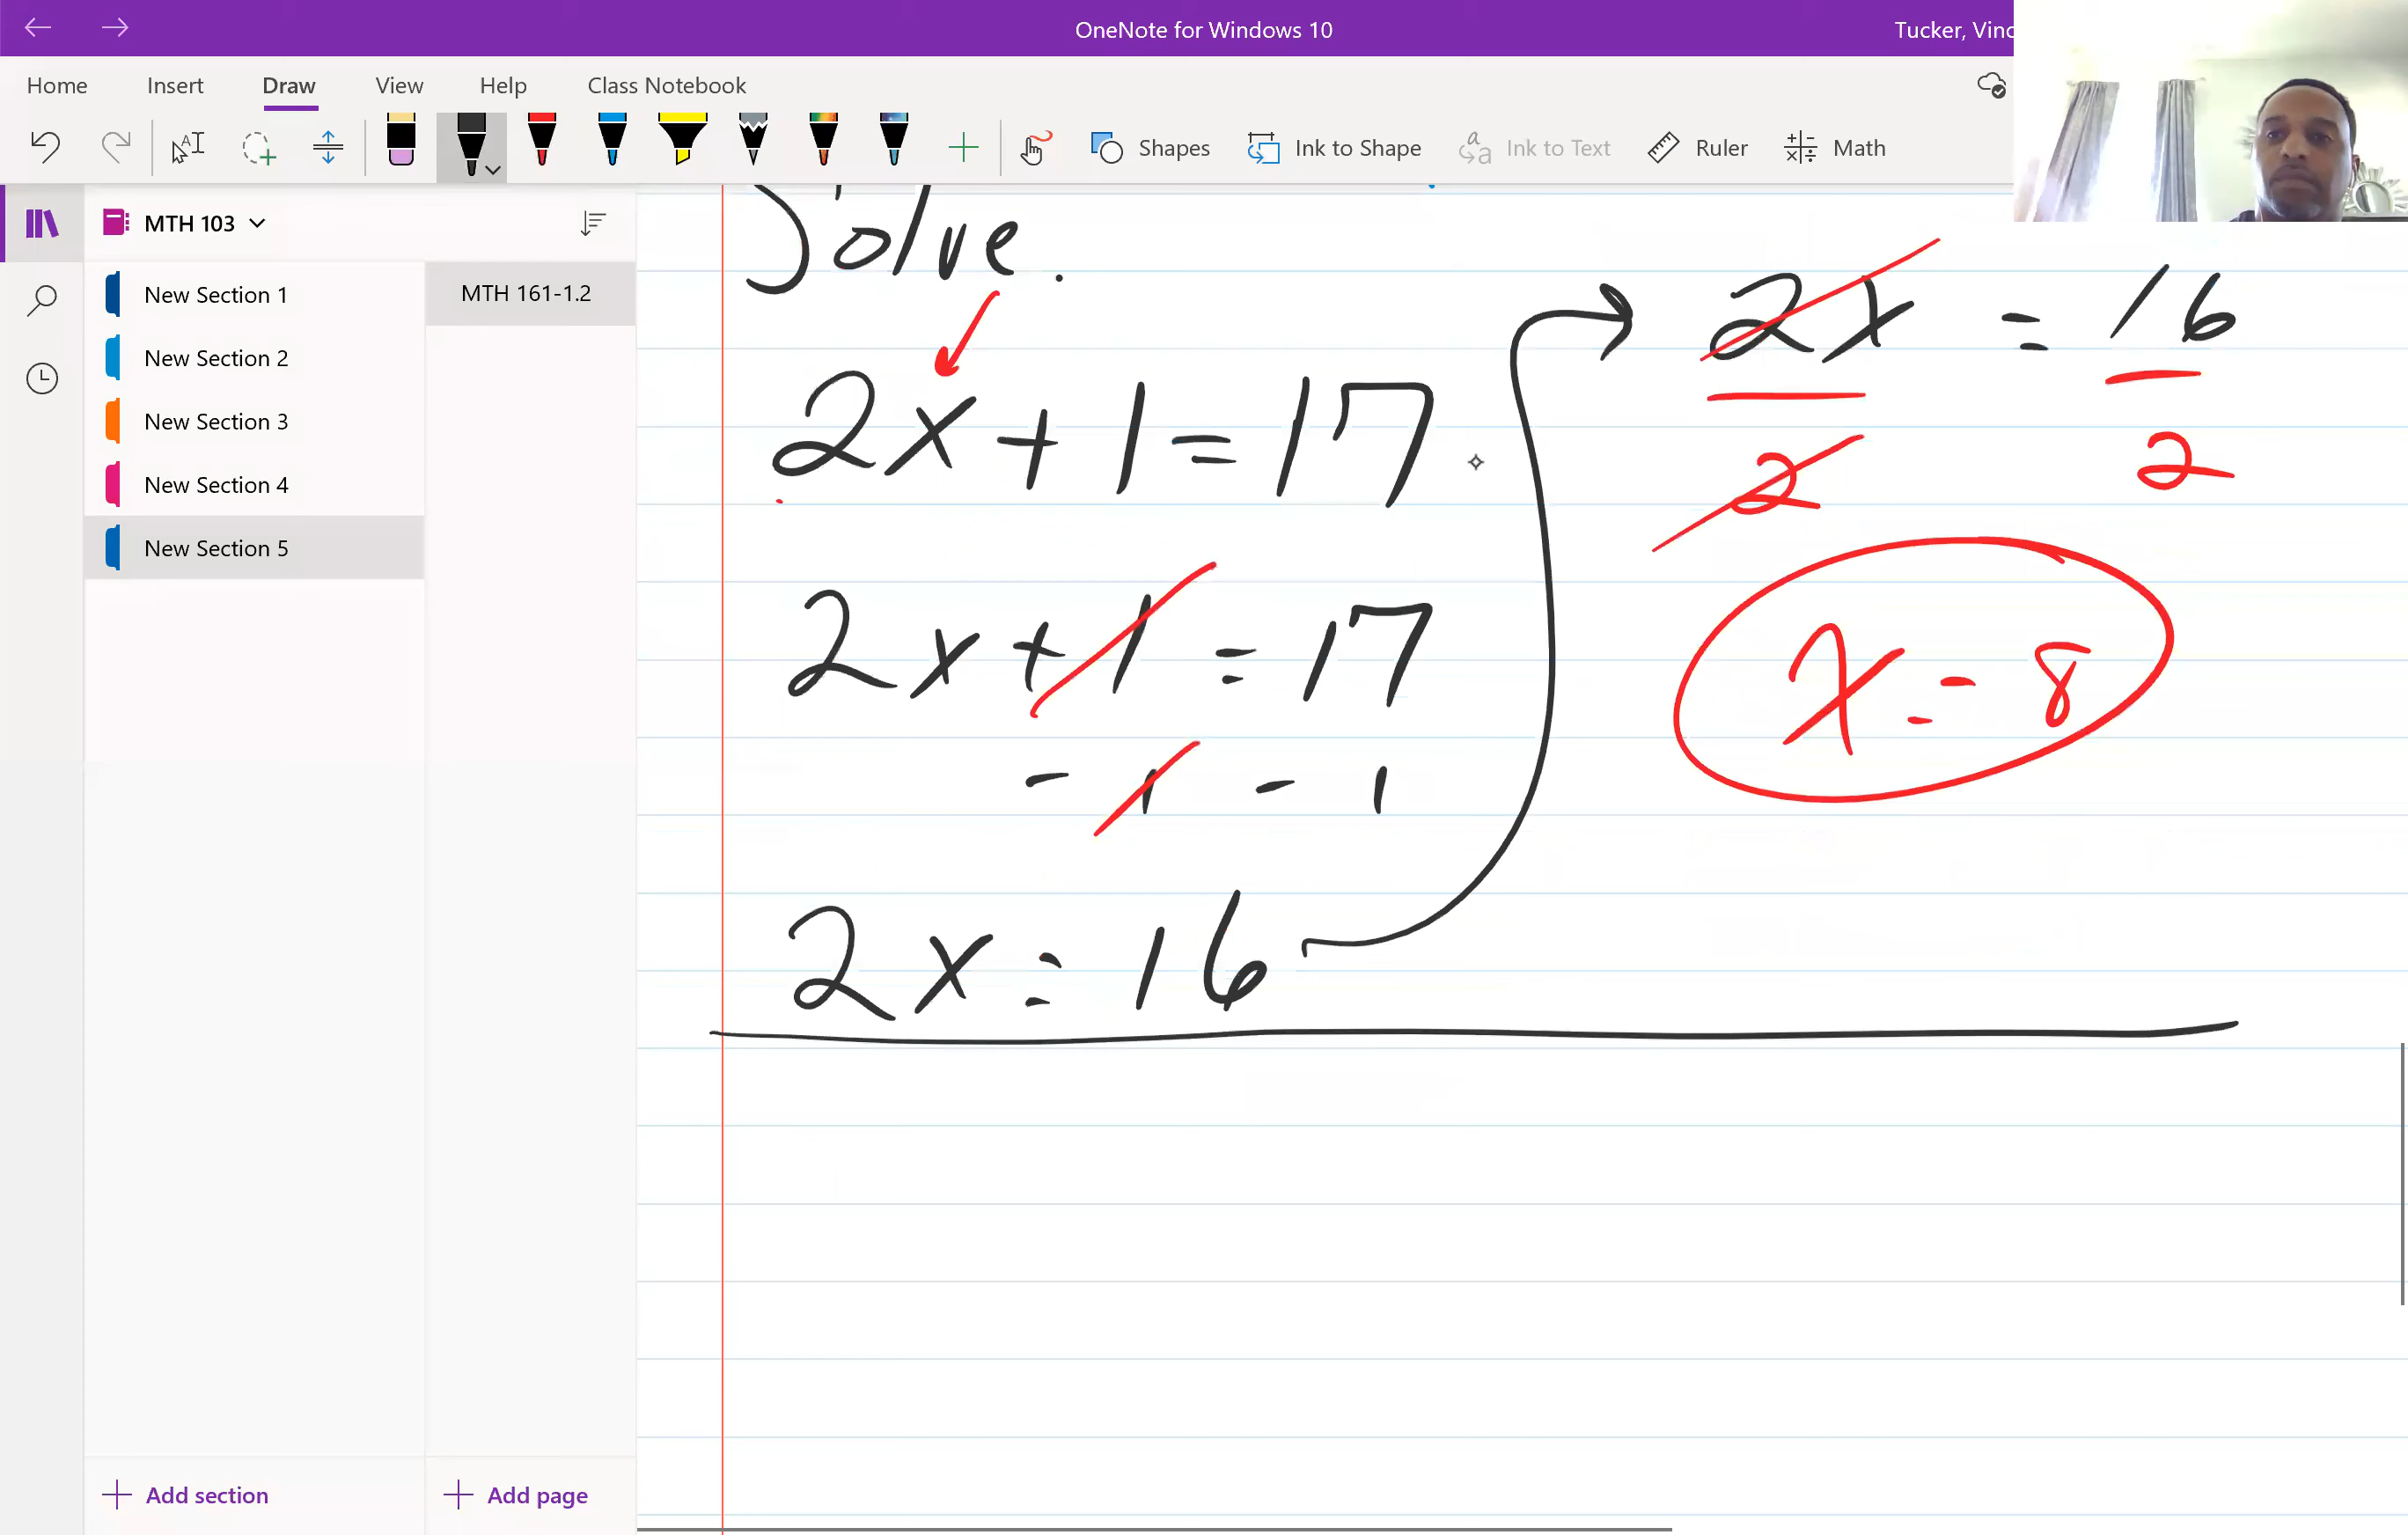 OneNote for Windows 10
Tucker, Vinc
Home Insert Draw View Help Class Notebook
Shapes Ink to Shape Ink to Text Ruler Math
MTH 103
New Section 1
New Section 2
New Section 3
New Section 4
New Section 5
Add section
MTH 161-1.2
Add page
Solve.
2x + 1 = 17
2x + 1 = 17
- 1 - 1
2x = 16
2x = 16
2 2
x = 8